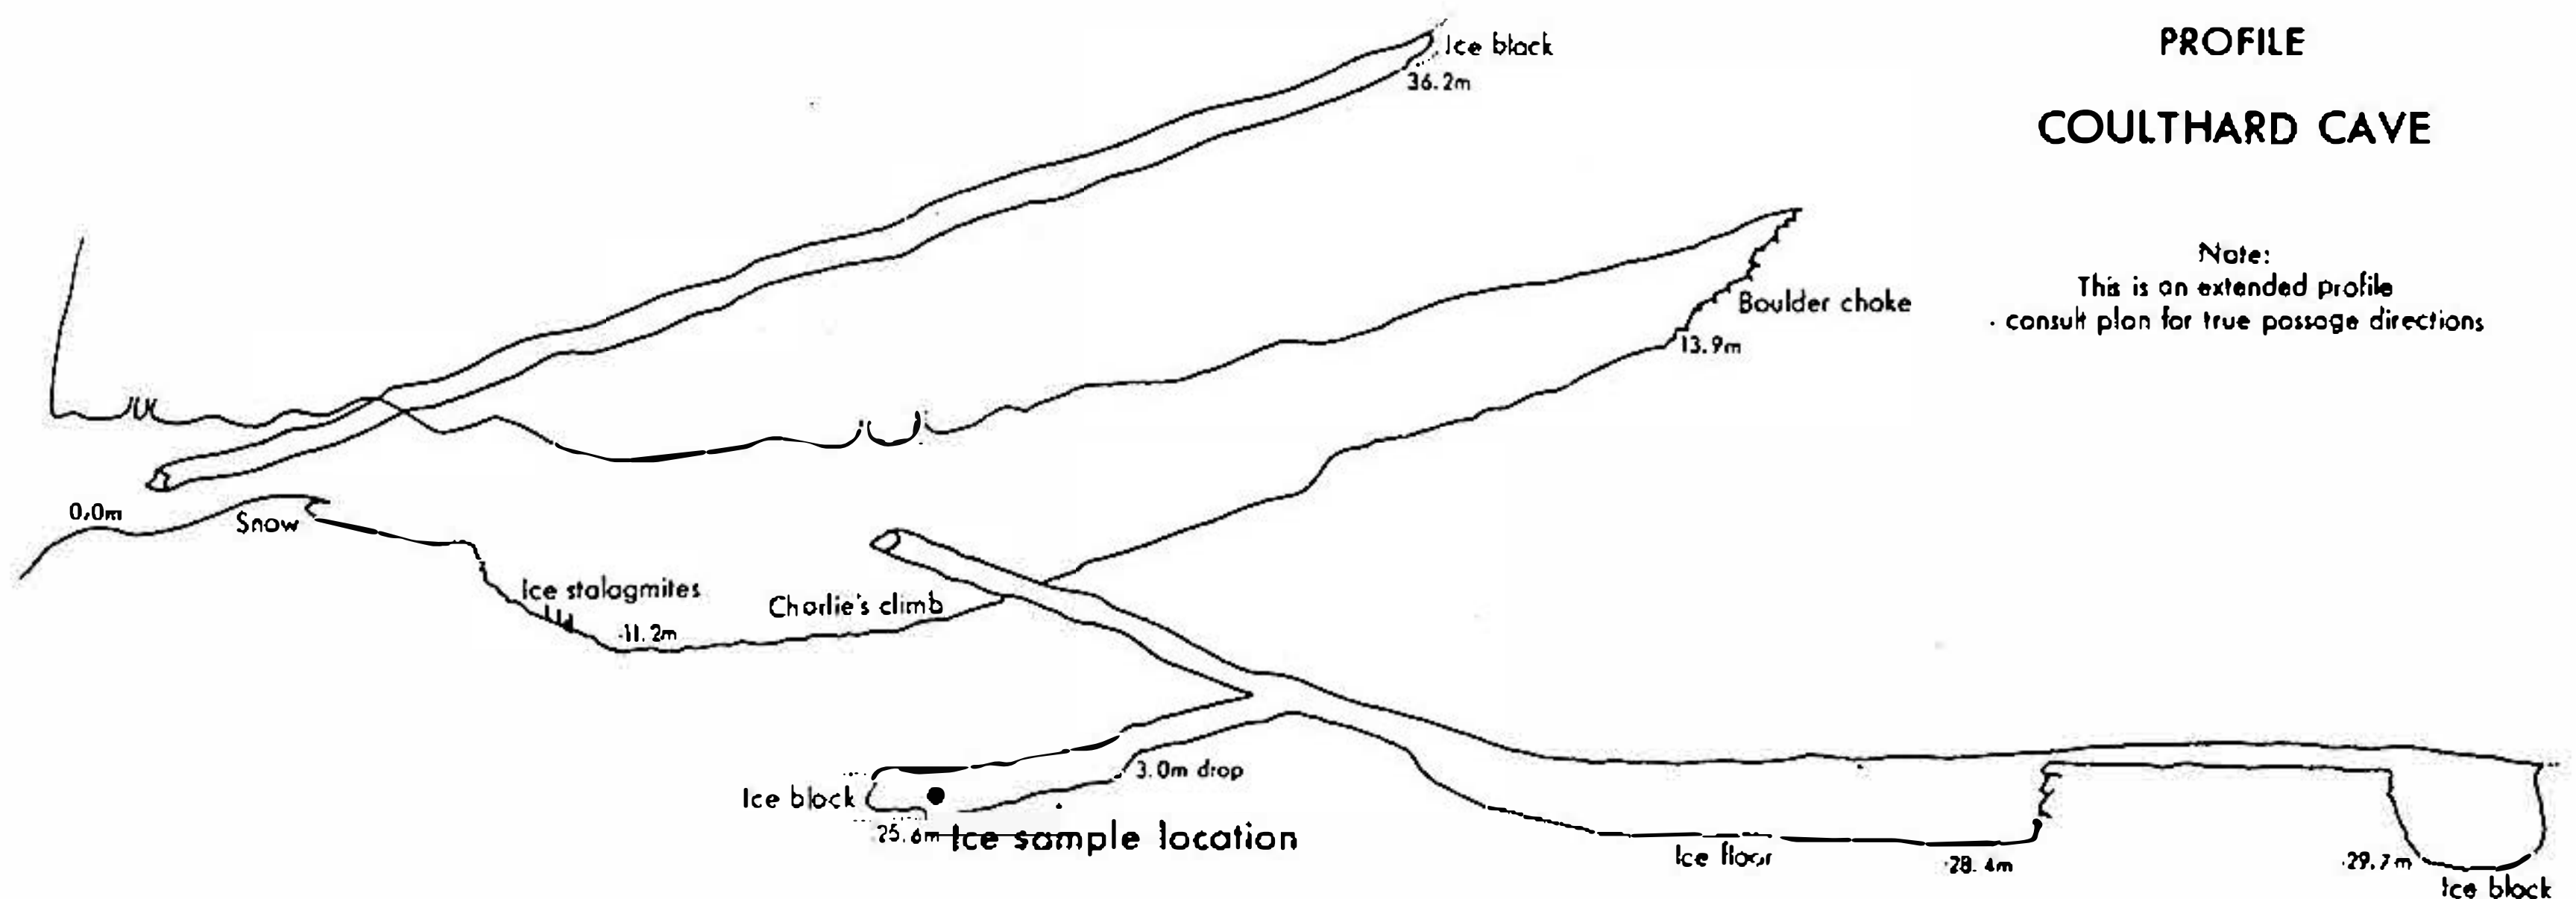 PROFILE
COULTHARD CAVE
Note:
This is an extended profile
consult plan for true passage directions
Ice block
36.2m
Boulder choke
13.9m
0.0m
Snow
Ice stalagmites
-11.2m
Charlie's climb
3.0m drop
Ice block
25.6m
Ice sample location
Ice floor
-28.4m
-29.7m
Ice block